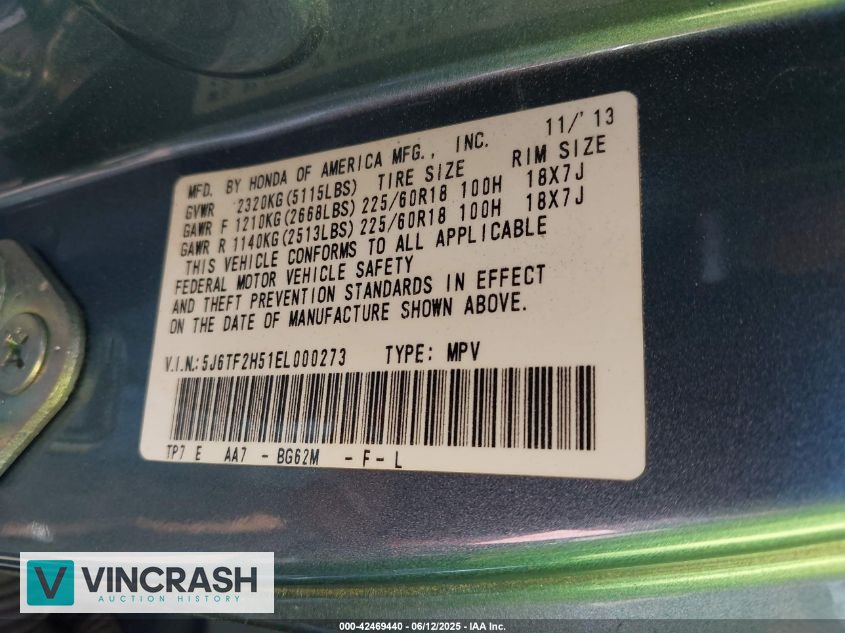 MFD. BY HONDA OF AMERICA MFG., INC. 11/'13
GVWR 2320KG(5115LBS) TIRE SIZE RIM SIZE
GAWR F 1210KG(2668LBS) 225/60R18 100H 18X7J
GAWR R 1140KG(2513LBS) 225/60R18 100H 18X7J
THIS VEHICLE CONFORMS TO ALL APPLICABLE
FEDERAL MOTOR VEHICLE SAFETY
AND THEFT PREVENTION STANDARDS IN EFFECT
ON THE DATE OF MANUFACTURE SHOWN ABOVE.
V.I.N.: 5J6TF2H51EL000273 TYPE: MPV
TP7 E AA7 - BG62M - F - L
VINCRASH
AUCTION HISTORY
000-42469440 - 06/12/2025 - IAA Inc.